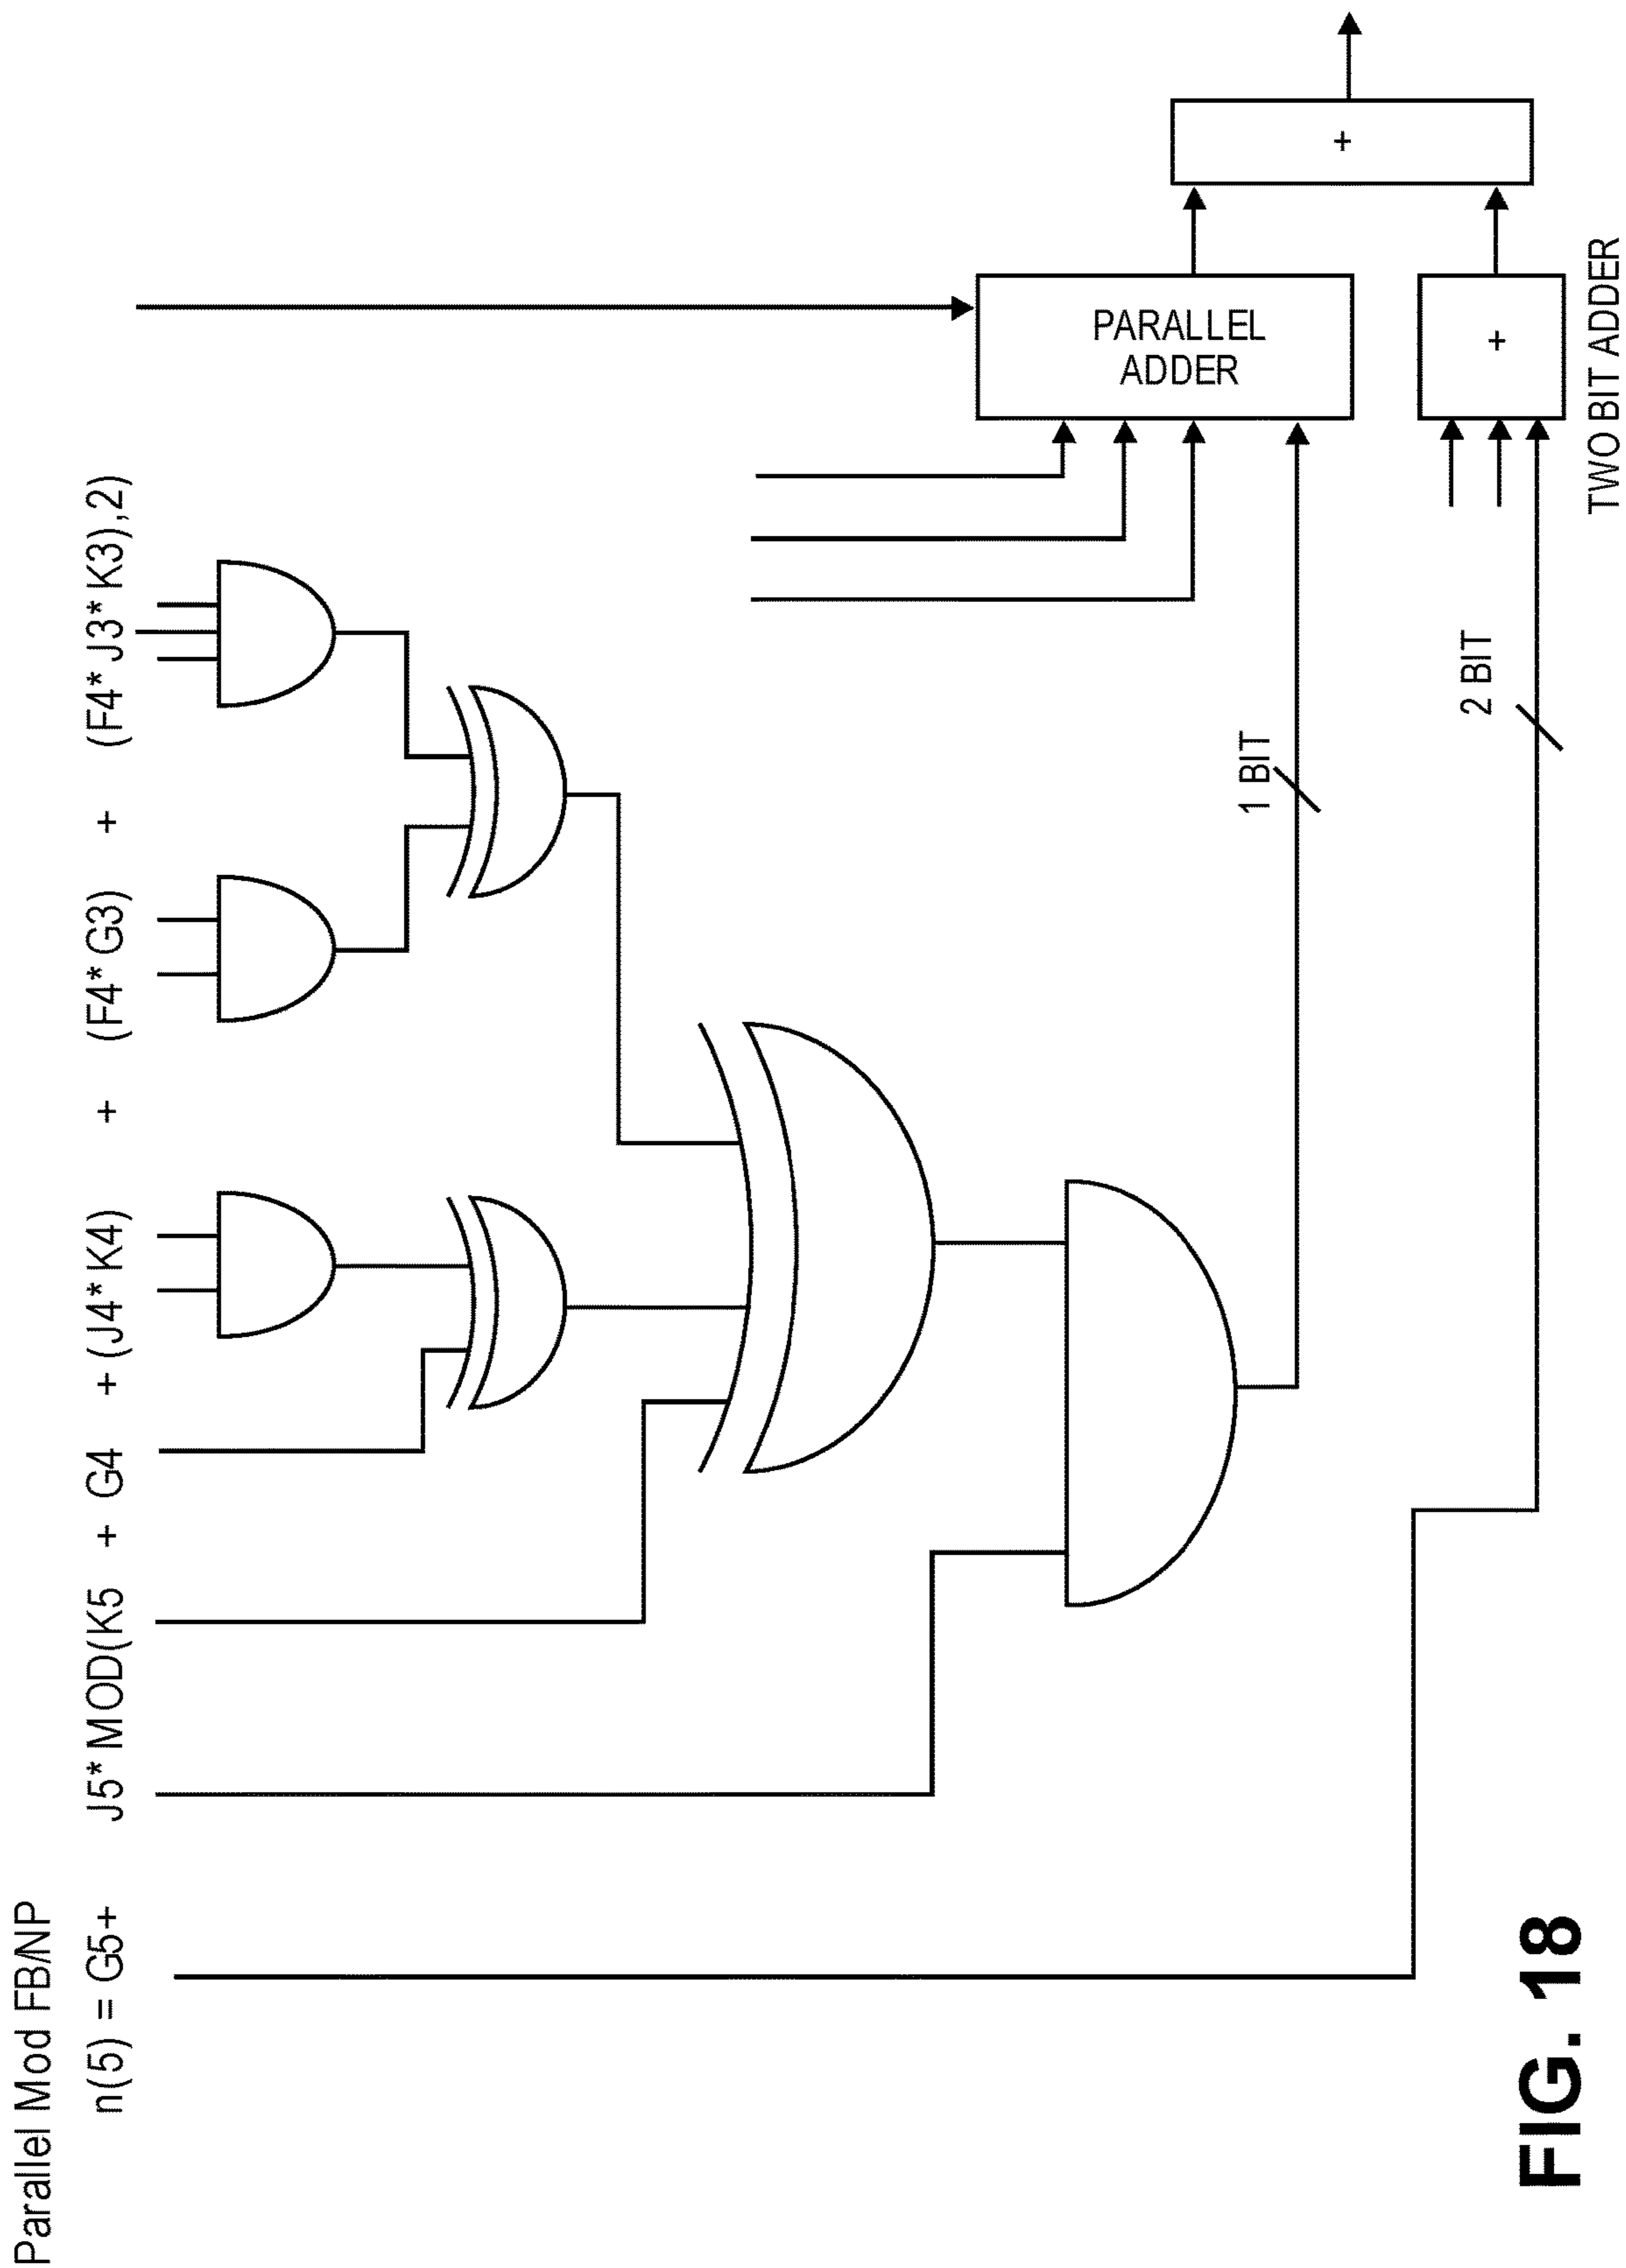 Parallel Mod FB/NP
n(5) = G5+ J5* MOD(K5 + G4 + (J4* K4) + (F4* G3) + (F4* J3* K3),2)
1 BIT
2 BIT
PARALLEL
ADDER
+
+
TWO BIT ADDER
FIG. 18